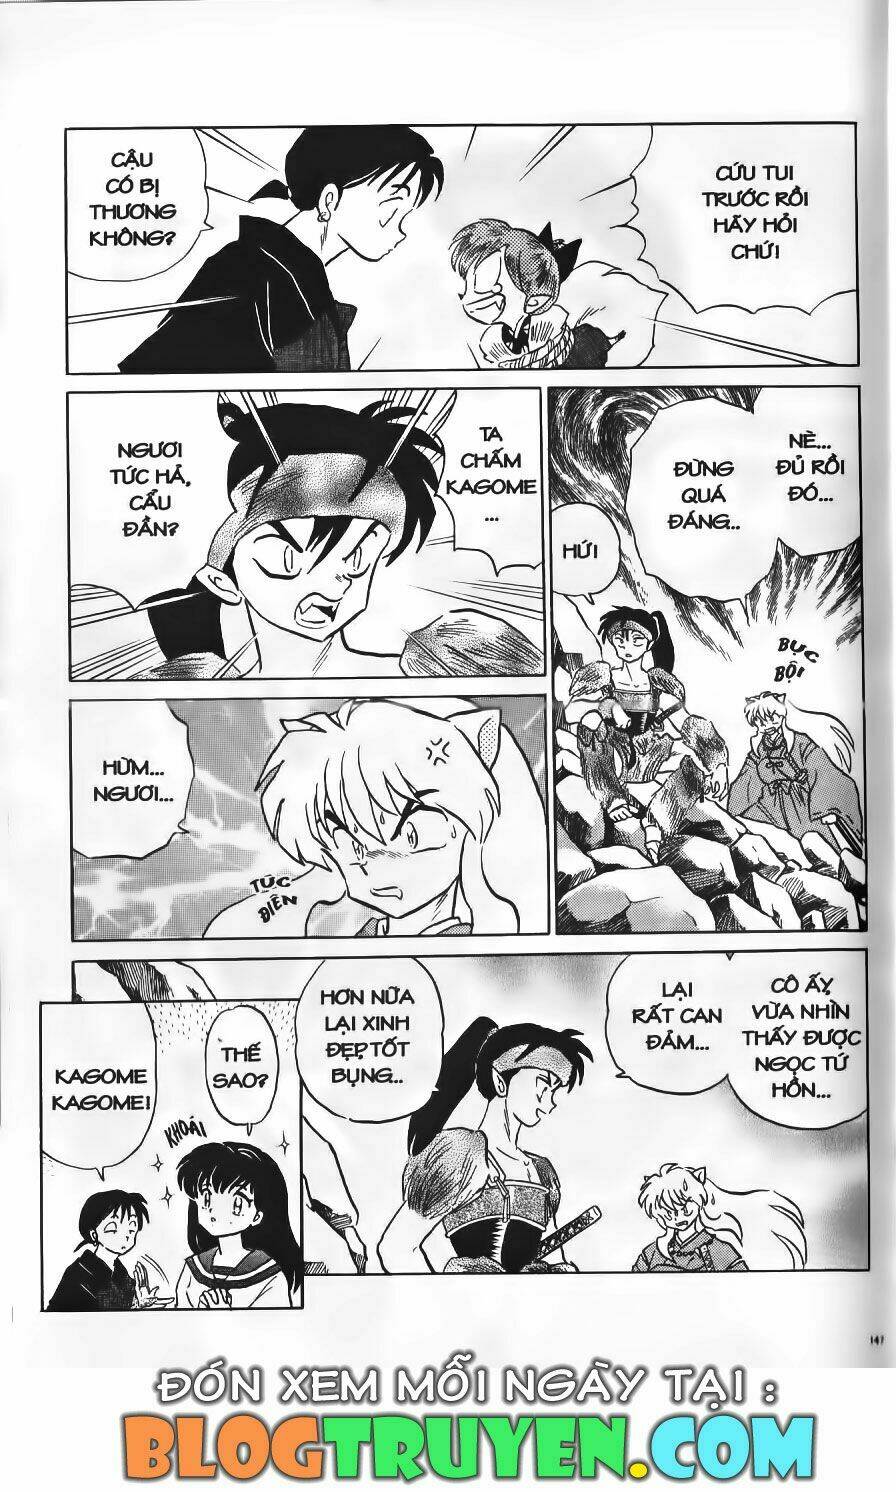 CỨU TUI
TRƯỚC RỒI
HÃY HỎI
CHỨ!
CẬU
CÓ BỊ
THƯƠNG
KHÔNG?
NÈ...
ĐỦ RỒI
ĐÓ...
ĐỪNG
QUÁ
ĐÁNG...
HỨ!
BỰC
BỘI
TA
CHẤM
KAGOME
...
NGƯƠI
TỨC HẢ,
CẨU
ĐẦN?
HỪM...
NGƯƠI...
TỨC
ĐIÊN
CÔ ẤY,
VỪA NHÌN
THẤY ĐƯỢC
NGỌC TỨ
HỒN...
LẠI
RẤT CAN
ĐẢM...
HƠN NỮA
LẠI XINH
ĐẸP, TỐT
BỤNG...
THẾ
SAO?
KHOÁI
KAGOME
KAGOME!
141
ĐÓN XEM MỖI NGÀY TẠI :
BLOGTRUYEN.COM